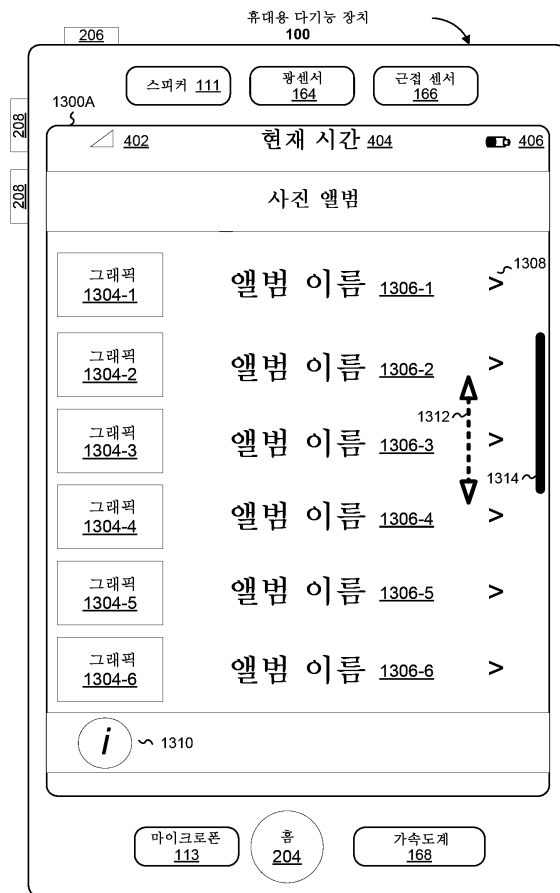 휴대용 다기능 장치
100
206
208
208
스피커 111
광센서
164
근접 센서
166
1300A
402
현재 시간 404
406
사진 앨범
그래픽
1304-1
앨범 이름 1306-1
>
1308
그래픽
1304-2
앨범 이름 1306-2
>
1312
그래픽
1304-3
앨범 이름 1306-3
>
1314
그래픽
1304-4
앨범 이름 1306-4
>
그래픽
1304-5
앨범 이름 1306-5
>
그래픽
1304-6
앨범 이름 1306-6
>
i
1310
마이크로폰
113
홈
204
가속도계
168